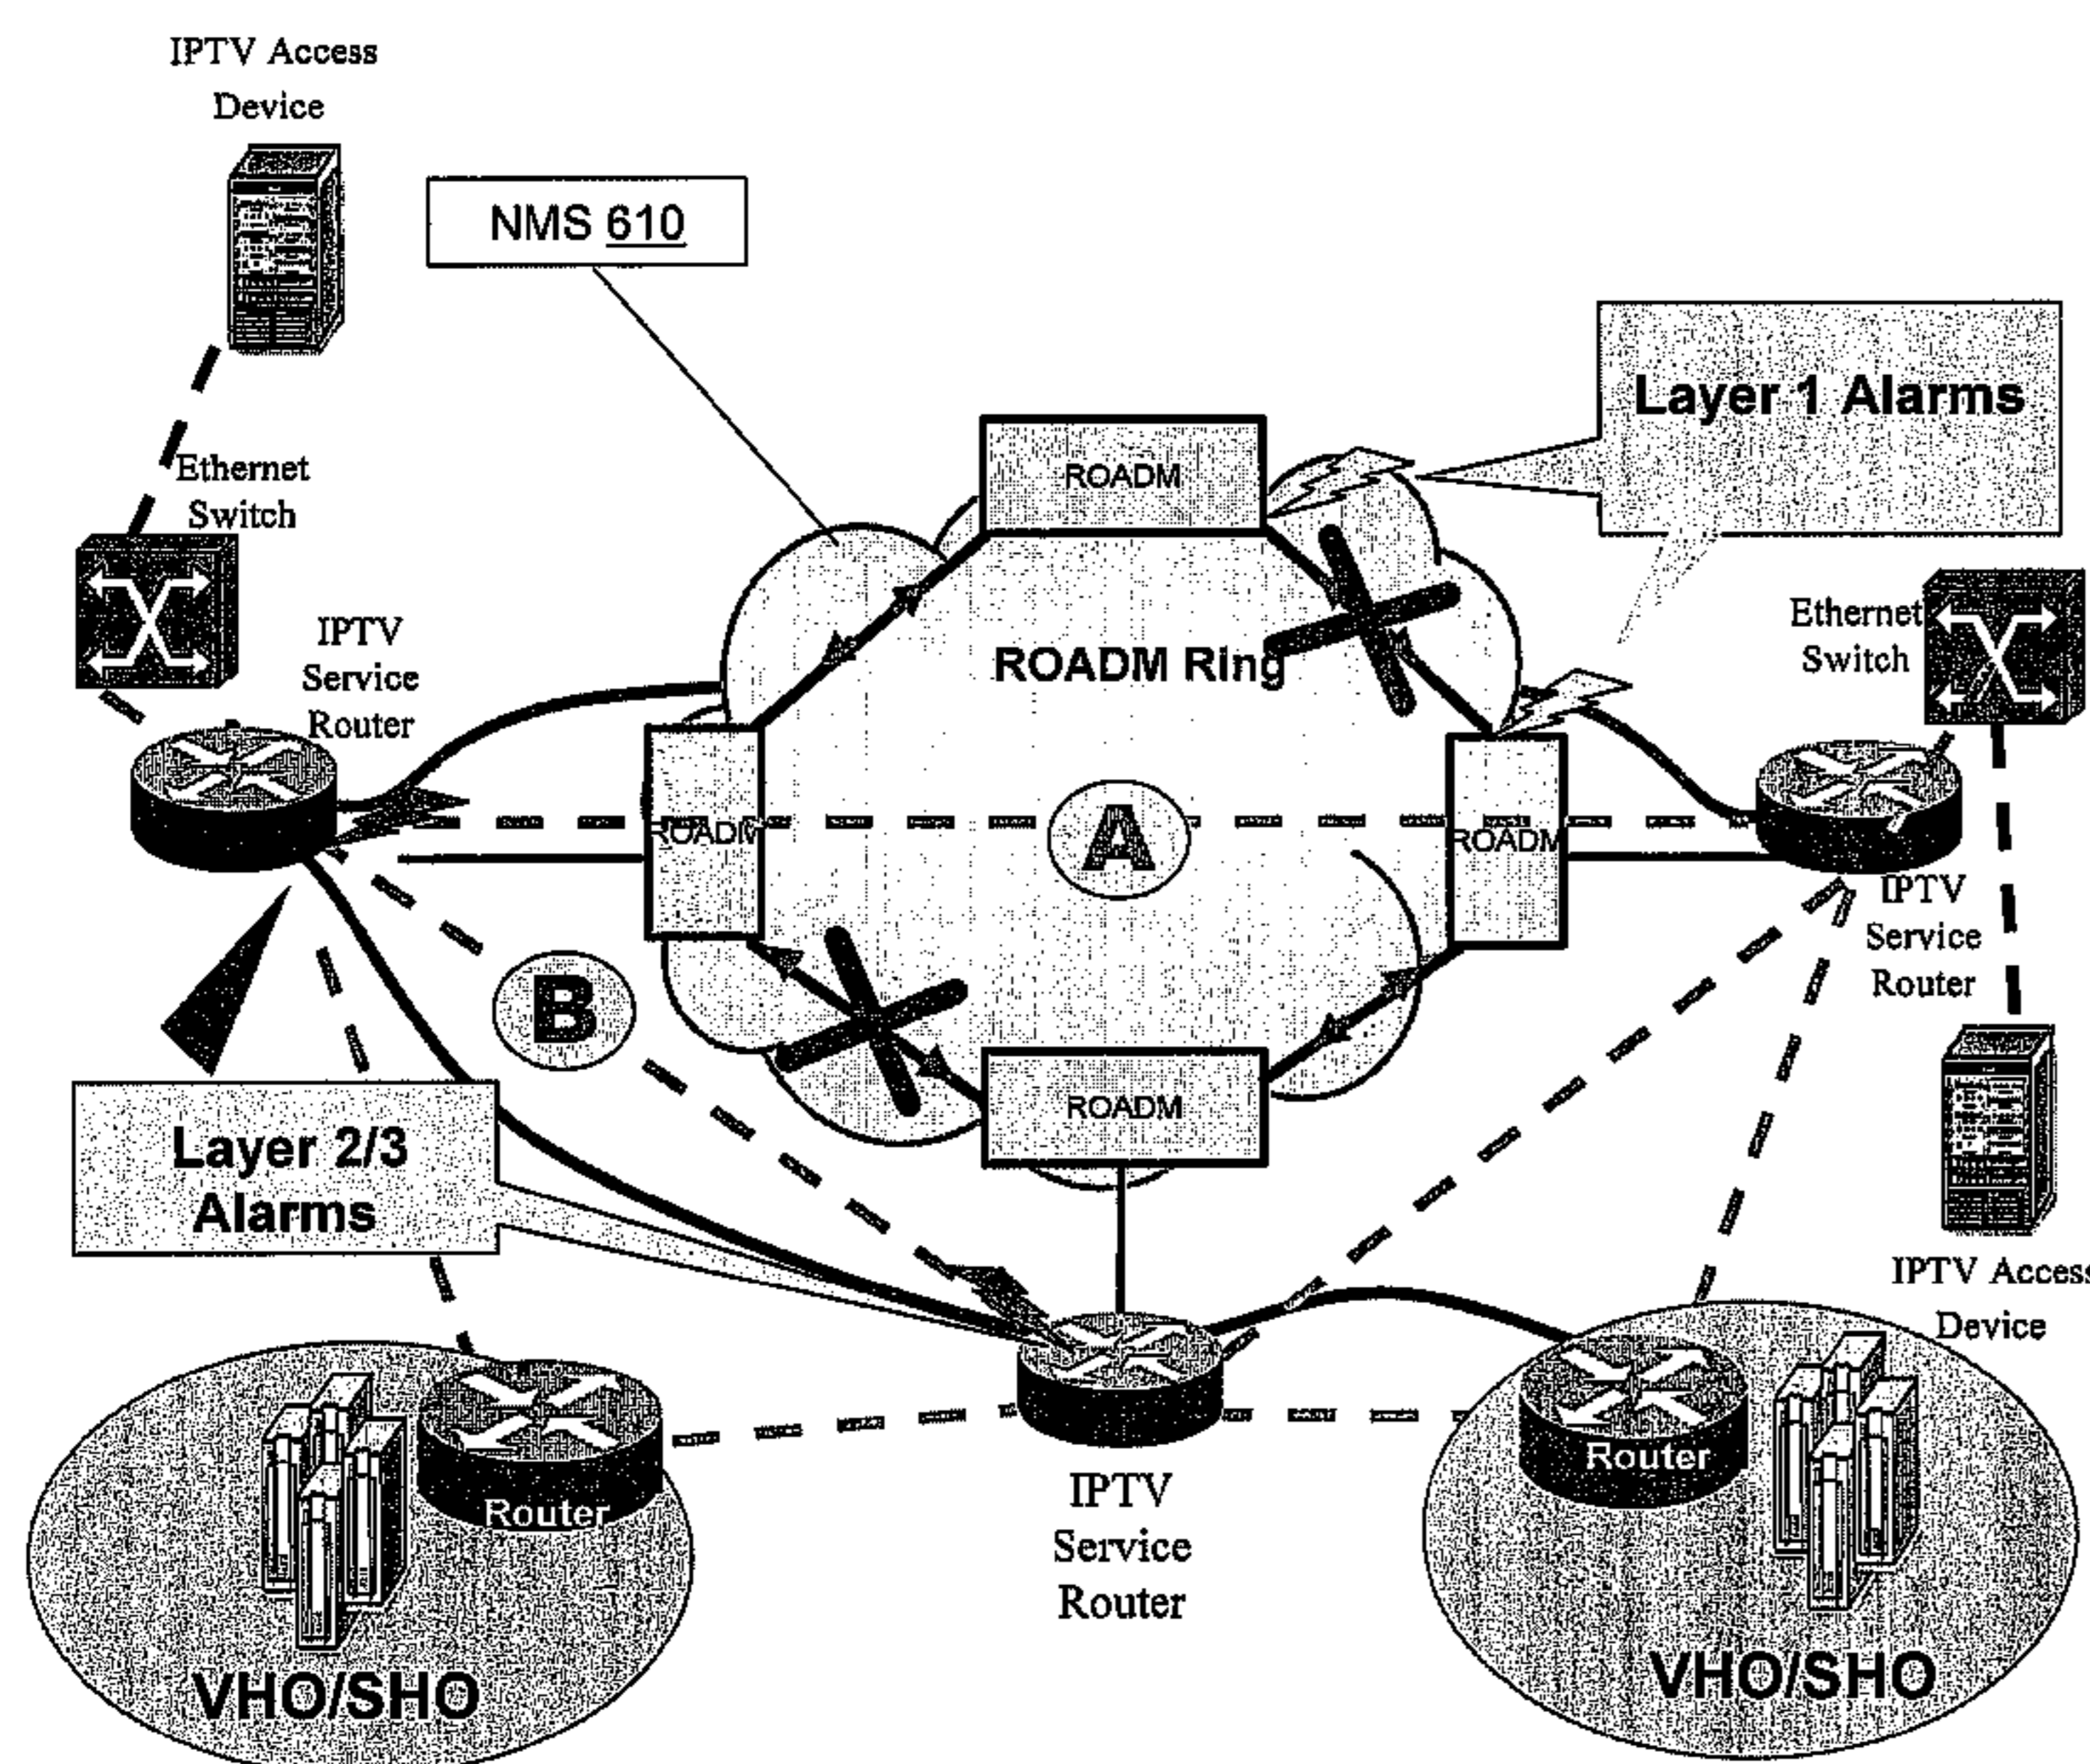 IPTV Access
Device
NMS 610
Layer 1 Alarms
ROADM
Ethernet
Switch
IPTV
Service
Router
ROADM Ring
Ethernet
Switch
A
ROADM
ROADM
IPTV
Service
Router
B
ROADM
Layer 2/3
Alarms
IPTV Access
Device
Router
Router
IPTV
Service
Router
VHO/SHO
VHO/SHO